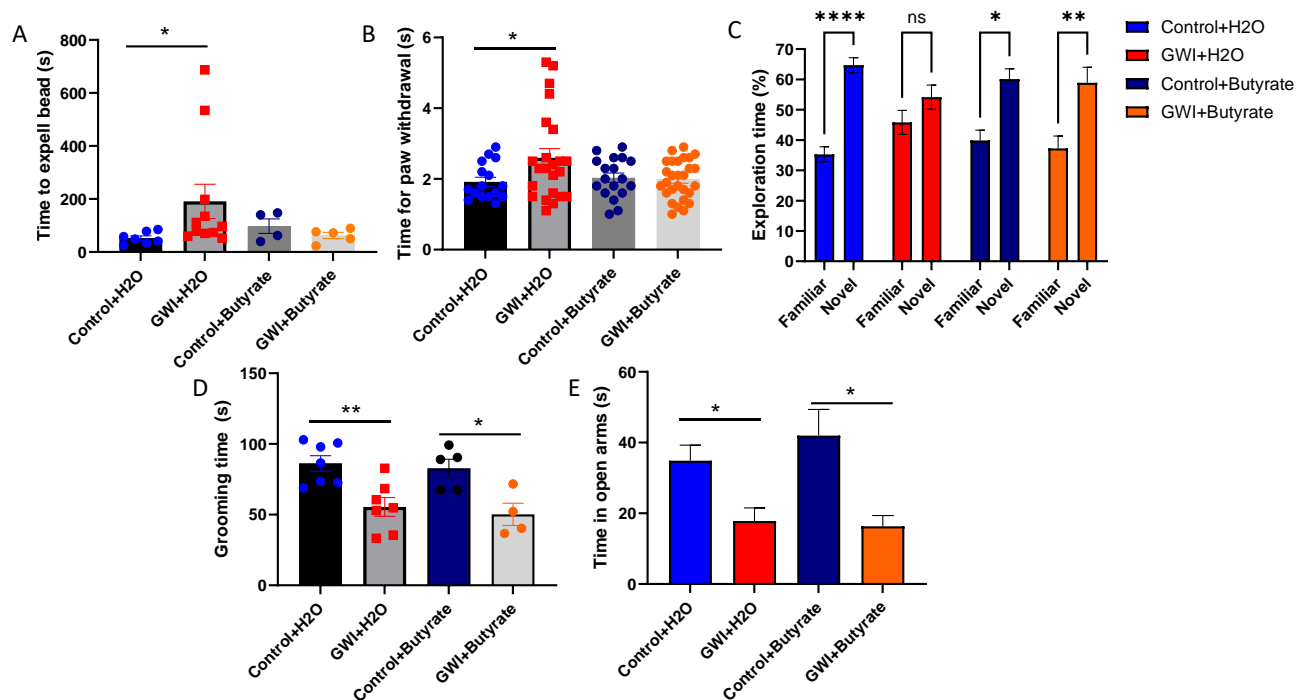 A
Time to expell bead (s)
800
600
400
200
0
*
Control+H2O
GWI+H2O
Control+Butyrate
GWI+Butyrate
B
Time for paw withdrawal (s)
6
4
2
0
*
Control+H2O
GWI+H2O
Control+Butyrate
GWI+Butyrate
C
Exploration time (%)
70
60
50
40
30
20
10
0
****
ns
*
**
Familiar
Novel
Familiar
Novel
Familiar
Novel
Familiar
Novel
Control+H2O
GWI+H2O
Control+Butyrate
GWI+Butyrate
D
Grooming time (s)
150
100
50
0
**
*
Control+H2O
GWI+H2O
Control+Butyrate
GWI+Butyrate
E
Time in open arms (s)
60
40
20
0
*
*
Control+H2O
GWI+H2O
Control+Butyrate
GWI+Butyrate